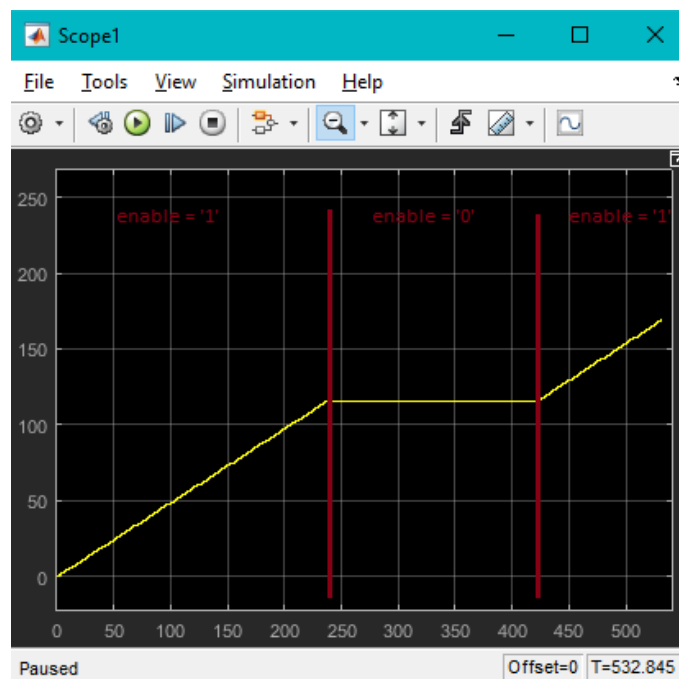 Scope1
File Tools View Simulation Help
250
enable = '1' enable = '0' enable = '1'
200
150
100
50
0
0 50 100 150 200 250 300 350 400 450 500
Paused Offset=0 T=532.845